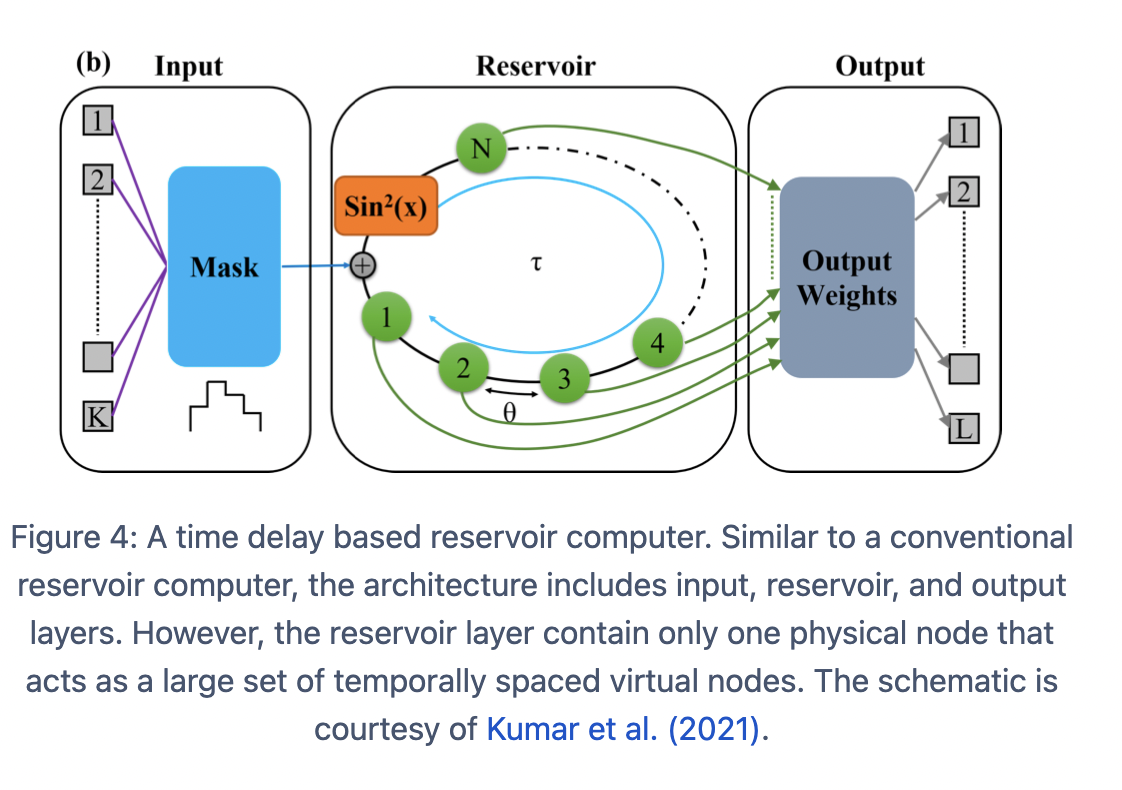 (b) Input Reservoir Output
1
2
K
Mask
N
Sin²(x)
+
τ
1
2
3
4
θ
Output
Weights
1
2
L
Figure 4: A time delay based reservoir computer. Similar to a conventional
reservoir computer, the architecture includes input, reservoir, and output
layers. However, the reservoir layer contain only one physical node that
acts as a large set of temporally spaced virtual nodes. The schematic is
courtesy of Kumar et al. (2021).